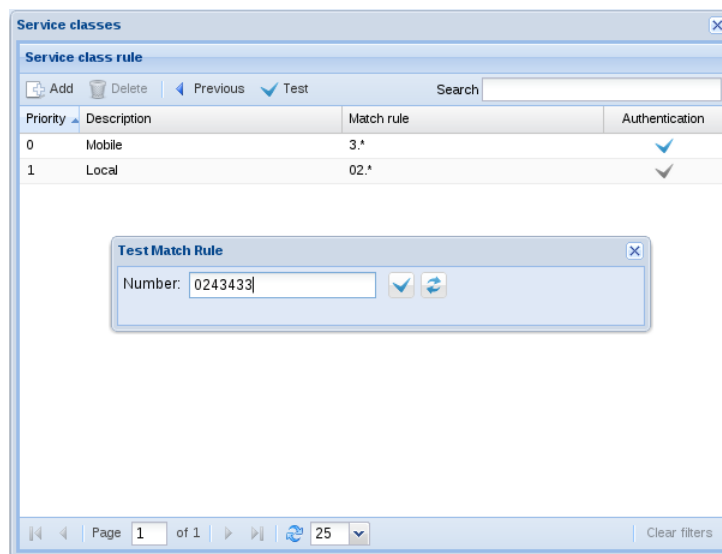 Service classes
Service class rule
Add Delete Previous Test Search
Priority Description Match rule Authentication
0 Mobile 3.*
1 Local 02.*
Test Match Rule
Number: 0243433
Page 1 of 1 25 Clear filters